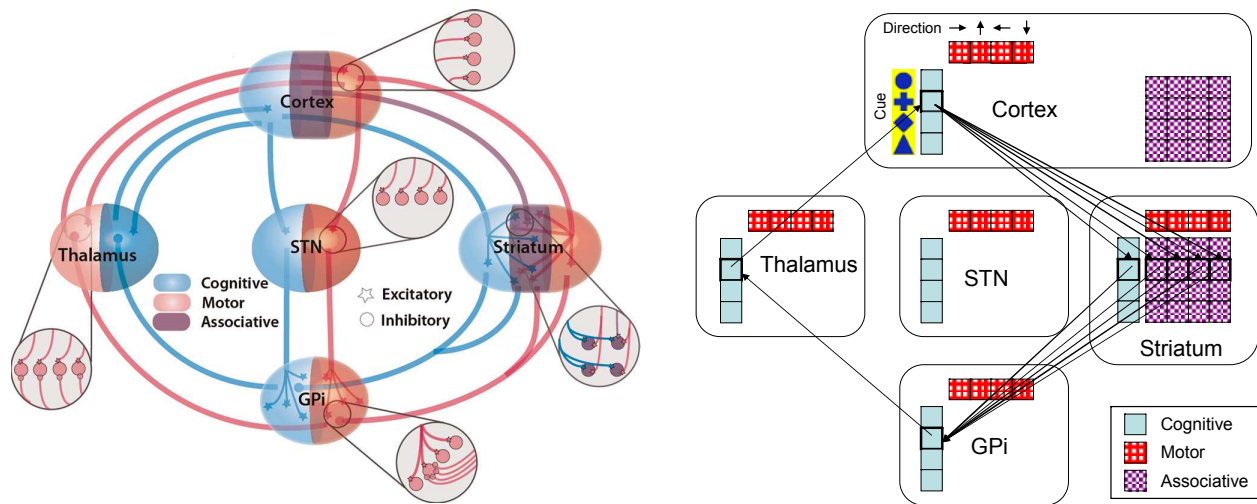 Cortex
Thalamus
STN
Striatum
Cognitive
Motor
Associative
Excitatory
Inhibitory
GPi
Direction
Cue
Cortex
Thalamus
STN
Striatum
GPi
Cognitive
Motor
Associative